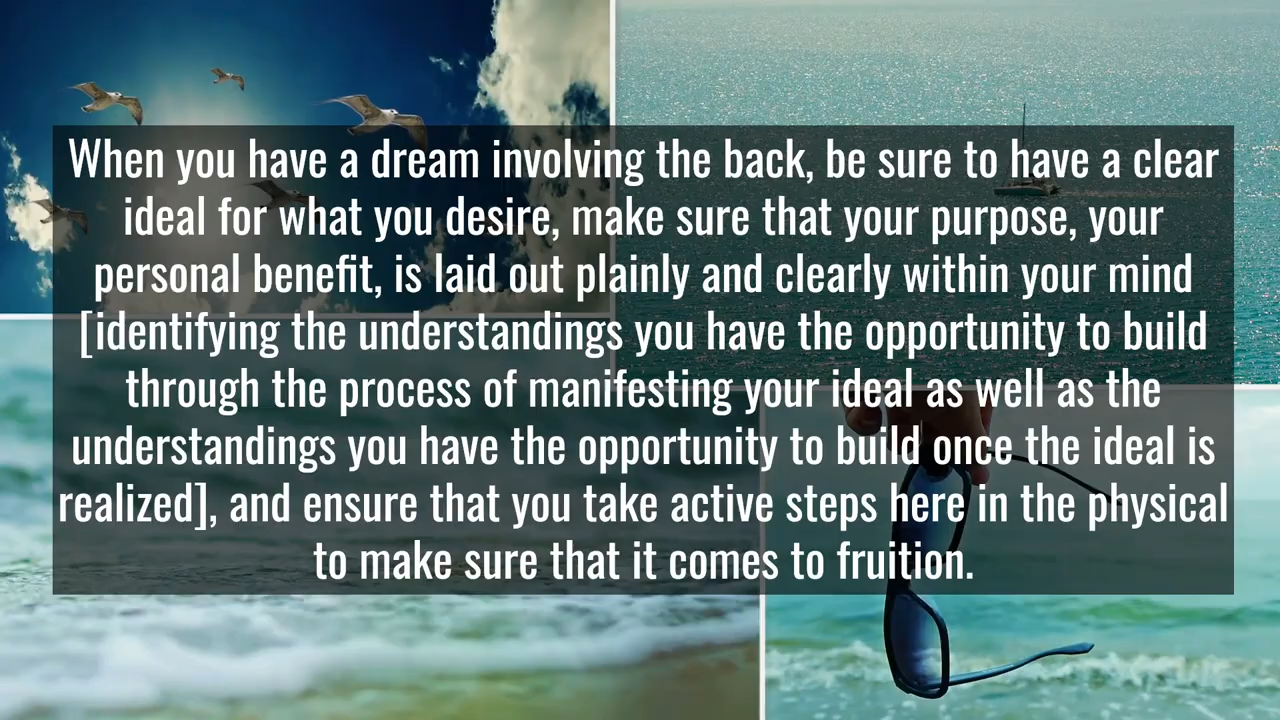 When you have a dream involving the back, be sure to have a clear
ideal for what you desire, make sure that your purpose, your
personal benefit, is laid out plainly and clearly within your mind
[identifying the understandings you have the opportunity to build
through the process of manifesting your ideal as well as the
understandings you have the opportunity to build once the ideal is
realized], and ensure that you take active steps here in the physical
to make sure that it comes to fruition.